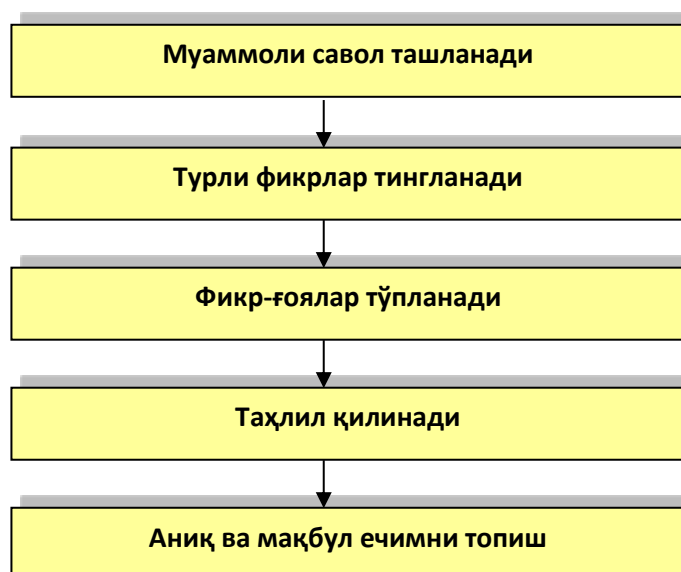 Муаммоли савол ташланади
Турли фикрлар тингланади
Фикр-ғоялар тўпланади
Таҳлил қилинади
Аниқ ва мақбул ечимни топиш